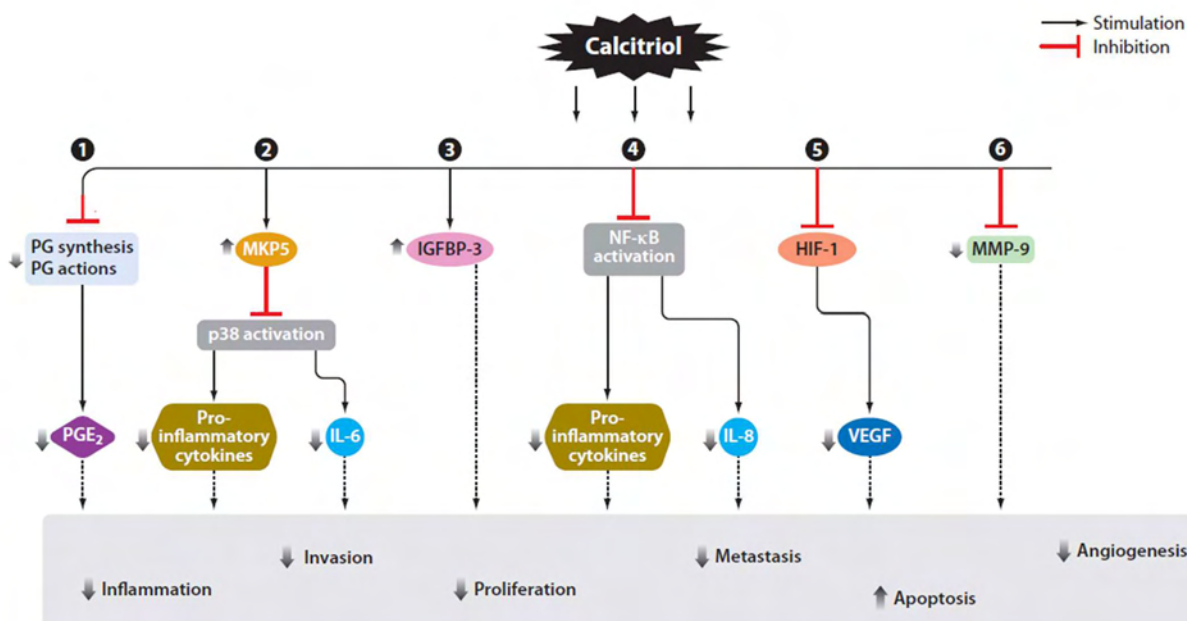 Calcitriol
Stimulation
Inhibition
1
2
3
4
5
6
PG synthesis
PG actions
MKP5
IGFBP-3
NF-κB
activation
HIF-1
MMP-9
p38 activation
PGE₂
Pro-
inflammatory
cytokines
IL-6
Pro-
inflammatory
cytokines
IL-8
VEGF
Invasion
Metastasis
Angiogenesis
Inflammation
Proliferation
Apoptosis